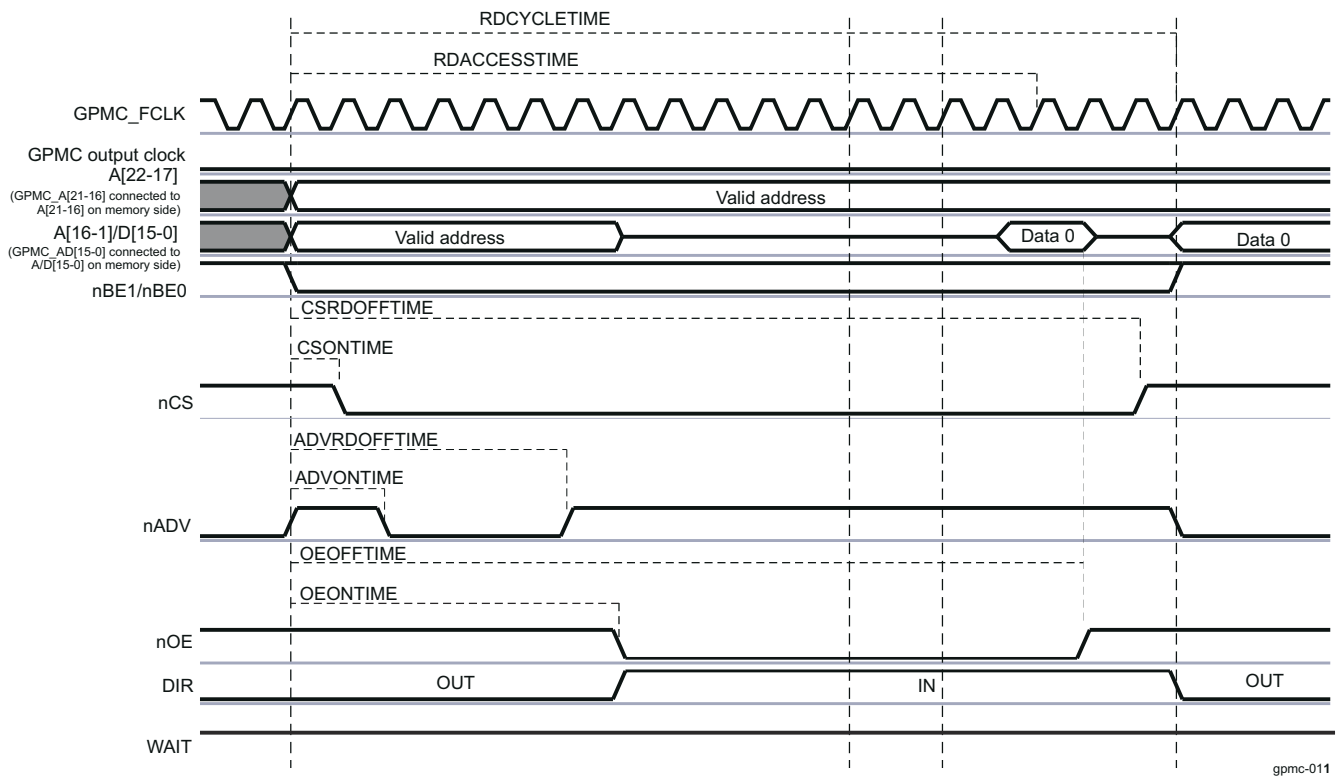 RDCYCLETIME
RDACCESSTIME
GPMC_FCLK
GPMC output clock
A[22-17]
(GPMC_A[21-16] connected to
A[21-16] on memory side)
Valid address
A[16-1]/D[15-0]
(GPMC_AD[15-0] connected to
A/D[15-0] on memory side)
Valid address
Data 0
Data 0
nBE1/nBE0
CSRDOFFTIME
CSONTIME
nCS
ADVRDOFFTIME
ADVONTIME
nADV
OEOFFTIME
OEONTIME
nOE
DIR
OUT
IN
OUT
WAIT
gpmc-011